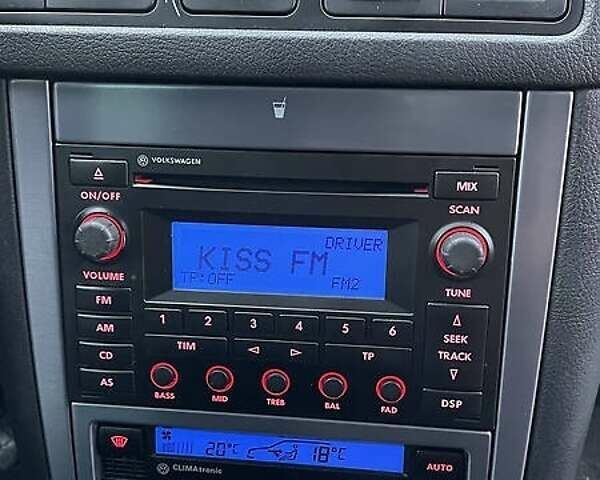 VOLKSWAGEN
MIX
ON/OFF
SCAN
DRIVER
KISS FM
TP:OFF
FM2
VOLUME
TUNE
FM
1 2 3 4 5 6
AM
SEEK
TRACK
TIM
TP
CD
AS
BASS
MID
TREB
BAL
FAD
DSP
20°C
18°C
CLIMAtronic
AUTO